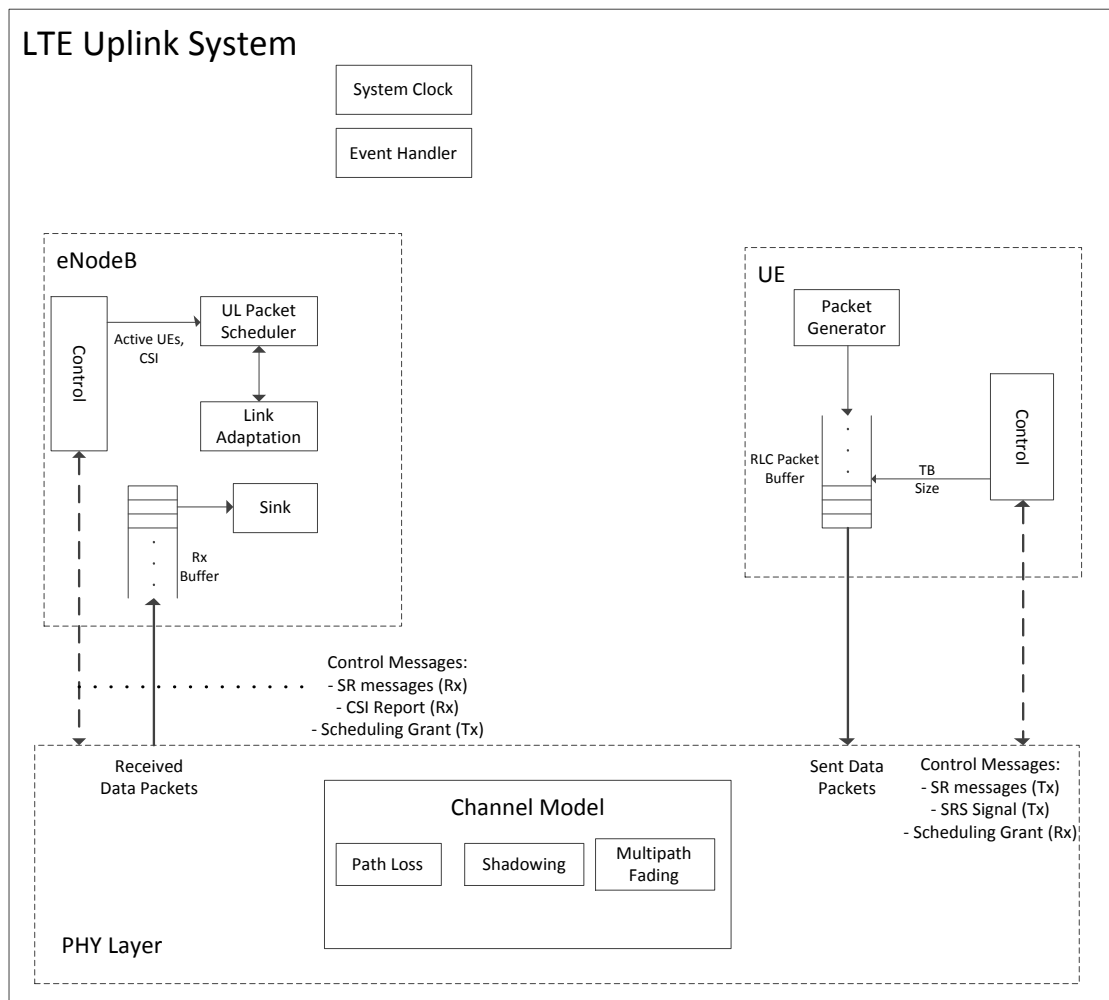 LTE Uplink System
System Clock
Event Handler
eNodeB
Control
Active UEs,
CSI
UL Packet
Scheduler
Link
Adaptation
Sink
Rx
Buffer
UE
Packet
Generator
RLC Packet
Buffer
TB
Size
Control
Control Messages:
- SR messages (Rx)
- CSI Report (Rx)
- Scheduling Grant (Tx)
Received
Data Packets
Sent Data
Packets
Control Messages:
- SR messages (Tx)
- SRS Signal (Tx)
- Scheduling Grant (Rx)
Channel Model
Path Loss
Shadowing
Multipath
Fading
PHY Layer